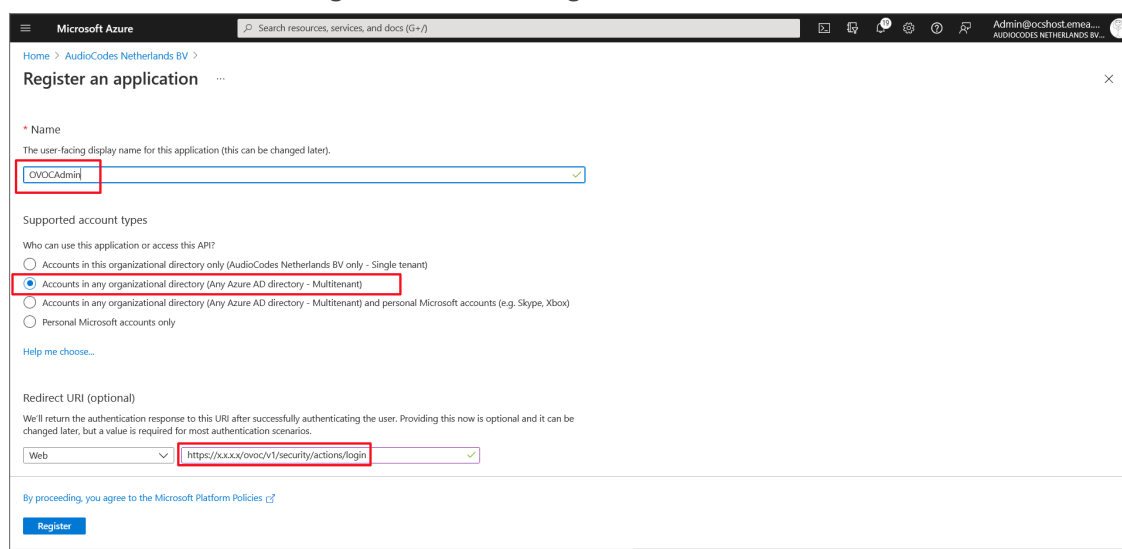 Microsoft Azure
Search resources, services, and docs (G+/)
19
Admin@ocshost.emea....
AUDIOCODES NETHERLANDS BV...
Home > AudioCodes Netherlands BV >
Register an application ...
* Name
The user-facing display name for this application (this can be changed later).
OVOCAdmin
Supported account types
Who can use this application or access this API?
Accounts in this organizational directory only (AudioCodes Netherlands BV only - Single tenant)
Accounts in any organizational directory (Any Azure AD directory - Multitenant)
Accounts in any organizational directory (Any Azure AD directory - Multitenant) and personal Microsoft accounts (e.g. Skype, Xbox)
Personal Microsoft accounts only
Help me choose...
Redirect URI (optional)
We'll return the authentication response to this URI after successfully authenticating the user. Providing this now is optional and it can be
changed later, but a value is required for most authentication scenarios.
Web
https://x.x.x.x/ovoc/v1/security/actions/login
By proceeding, you agree to the Microsoft Platform Policies
Register